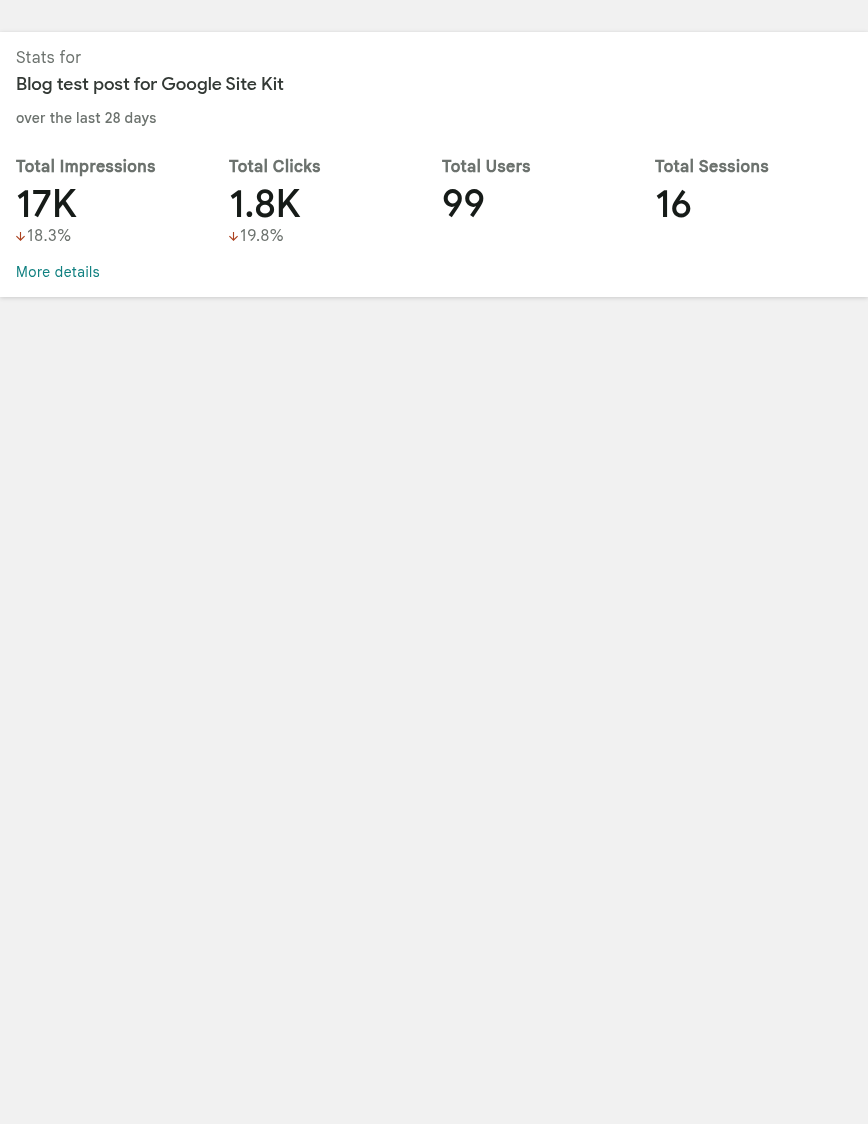 Stats for
Blog test post for Google Site Kit
over the last 28 days
Total Impressions Total Clicks Total Users Total Sessions
17K 1.8K 99 16
↓18.3% ↓19.8%
More details